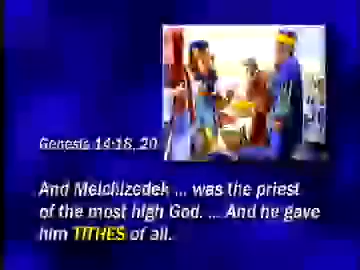 Genesis 14:18, 20
And Melchizedek ... was the priest
of the most high God. ... And he gave
him TITHES of all.